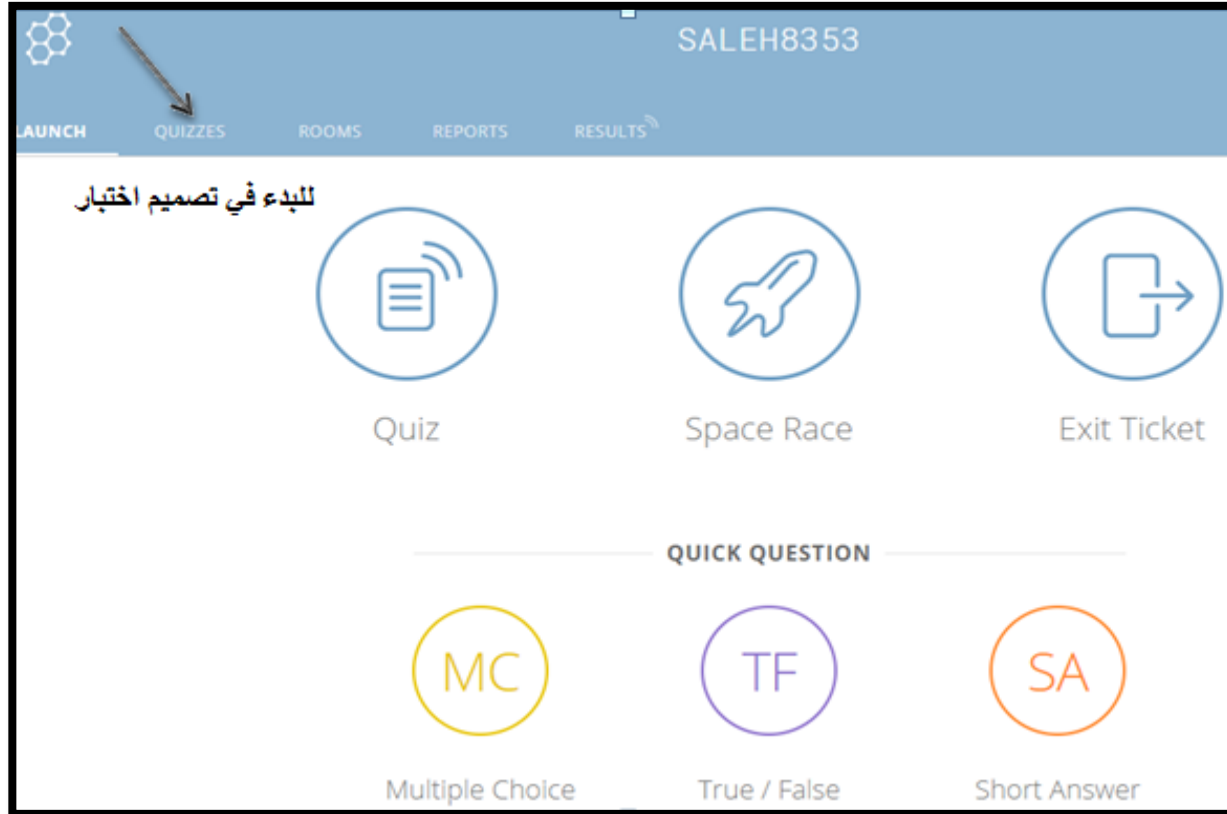 SALEH8353
LAUNCH QUIZZES ROOMS REPORTS RESULTS
للبدء في تصميم اختبار
Quiz Space Race Exit Ticket
QUICK QUESTION
MC TF SA
Multiple Choice True / False Short Answer